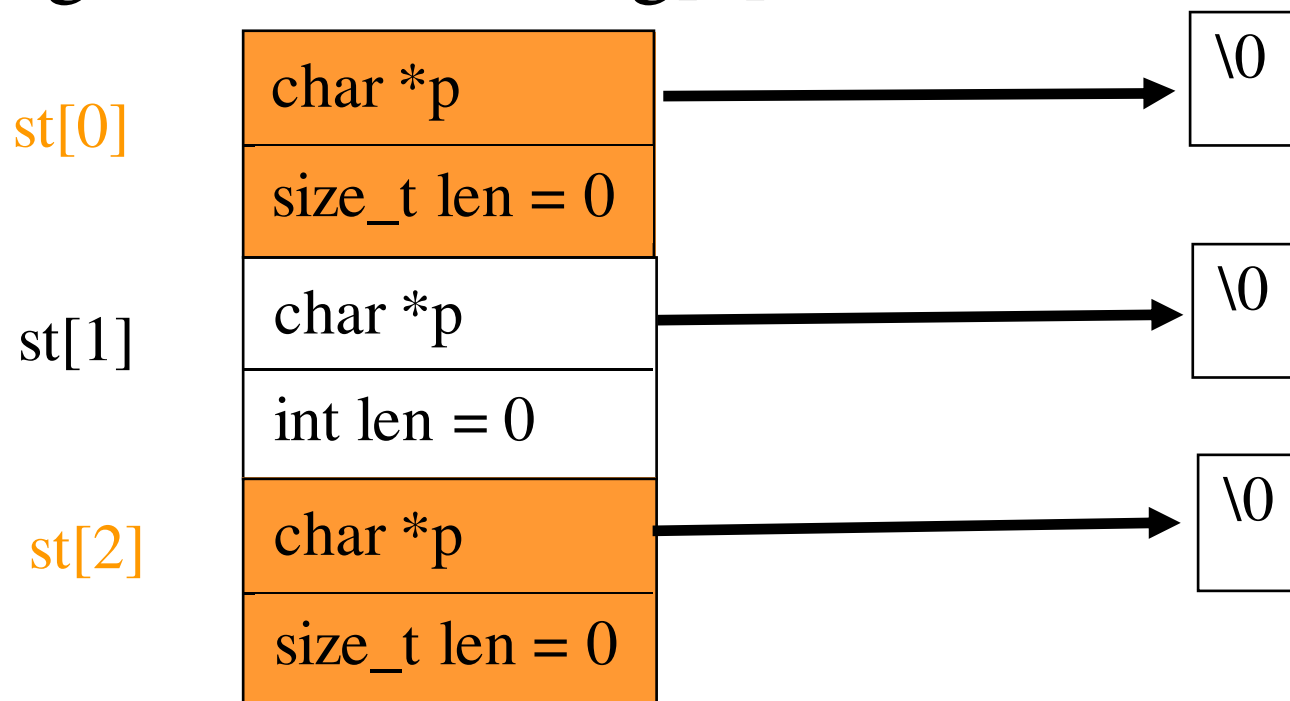 char *p
\0
st[0]
size_t len = 0
char *p
\0
st[1]
int len = 0
char *p
\0
st[2]
size_t len = 0